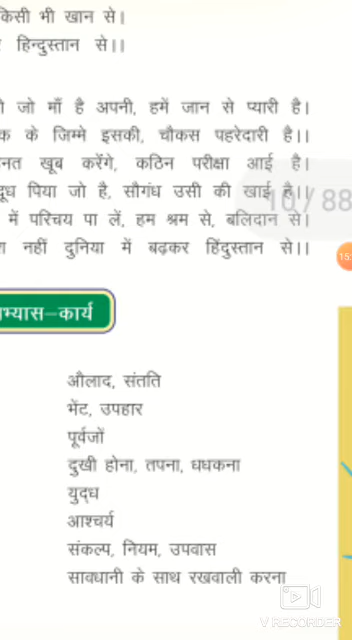 किसी भी खान से।
हिन्दुस्तान से।।
जो माँ है अपनी, हमें जान से प्यारी है।
के जिम्मे इसकी, चौकस पहरेदारी है।।
खूब करेंगे, कठिन परीक्षा आई है।
दूध पिया जो है, सौगंध उसी की खाई है।।
10/88
में परिचय पा लें, हम श्रम से, बलिदान से।
नहीं दुनिया में बढ़कर हिंदुस्तान से।।
भ्यास–कार्य
औलाद, संतति
भेंट, उपहार
पूर्वजों
दुखी होना, तपना, धधकना
युद्ध
आश्चर्य
संकल्प, नियम, उपवास
सावधानी के साथ रखवाली करना
V RECORDER